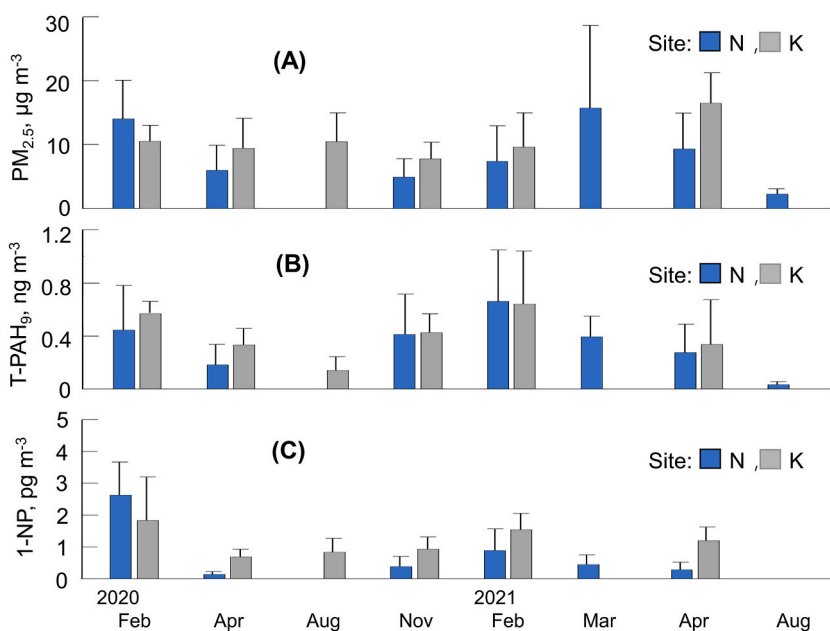 30
20
10
0
PM2.5, µg m-3
(A)
Site: N , K
1.2
0.8
0.4
0
T-PAH9, ng m-3
(B)
Site: N , K
5
4
3
2
1
0
1-NP, pg m-3
(C)
Site: N , K
2020 2021
Feb Apr Aug Nov Feb Mar Apr Aug